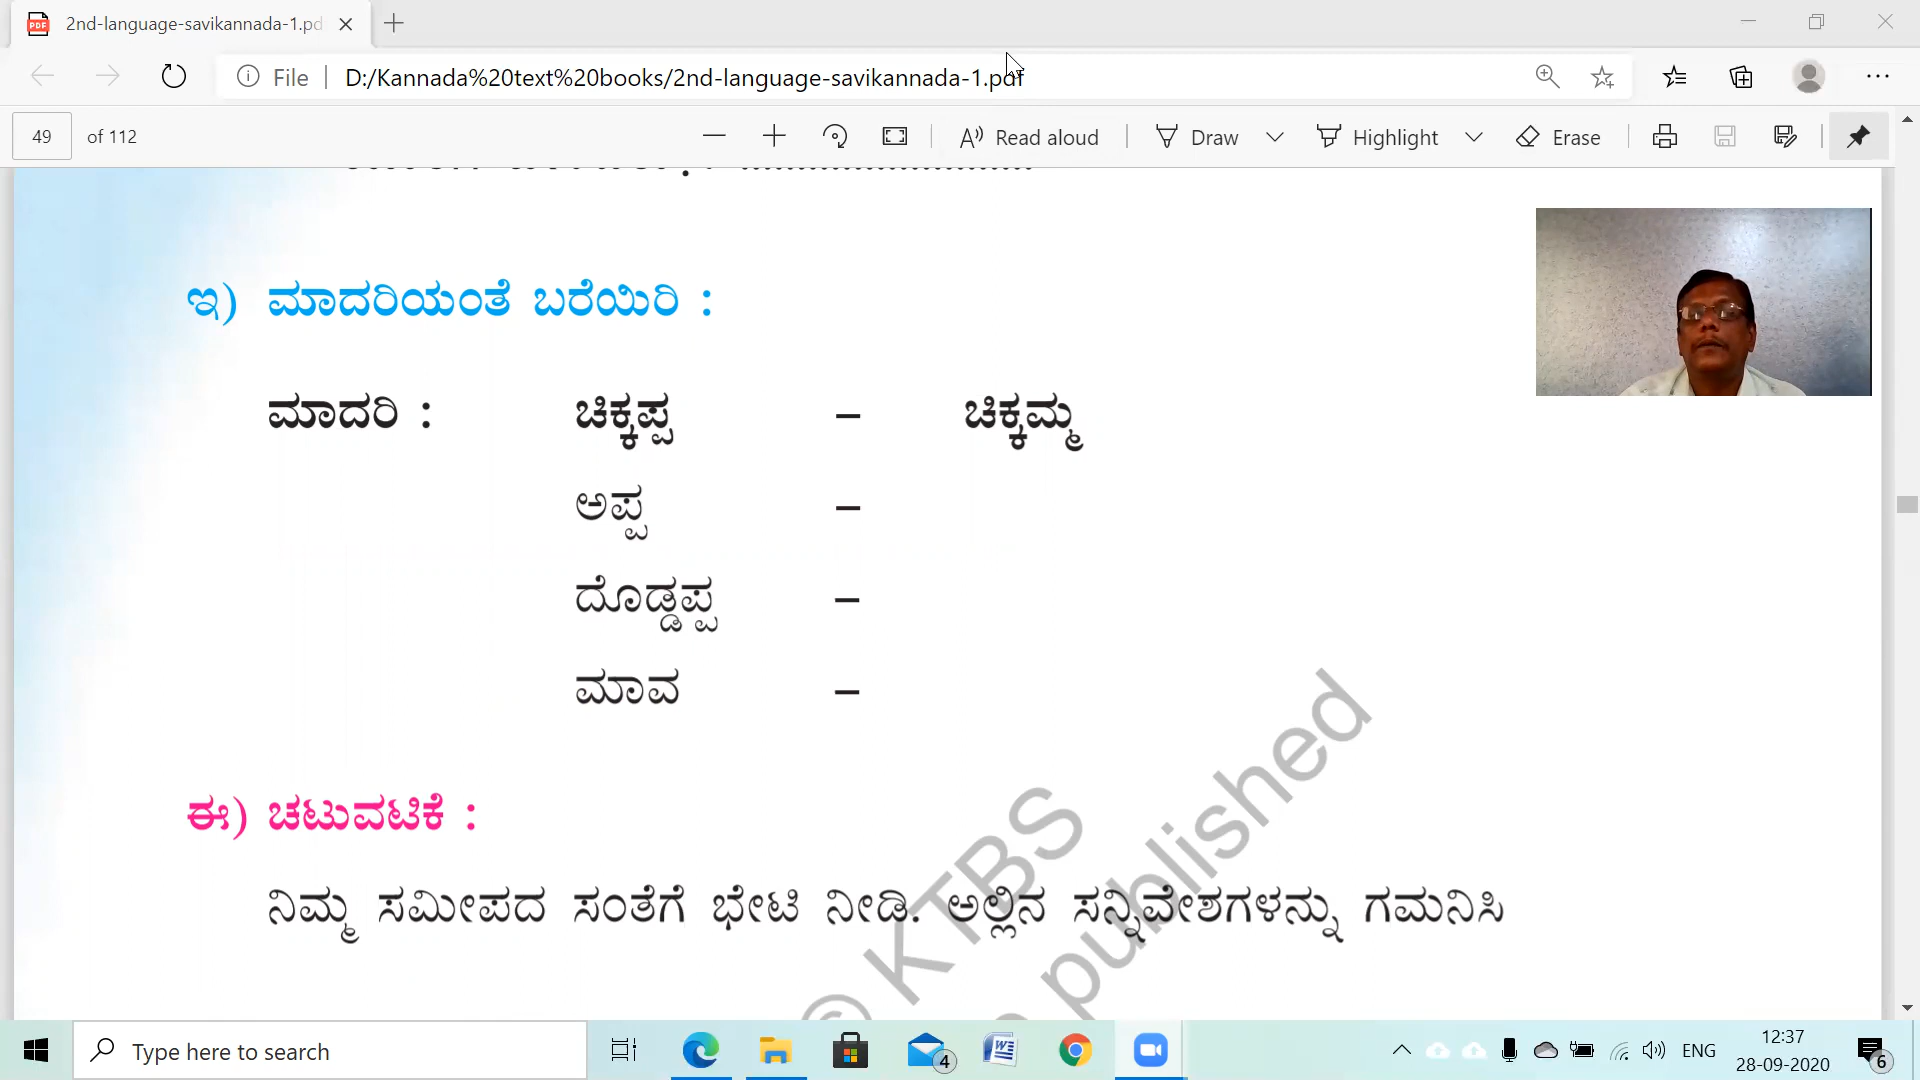 2nd-language-savikannada-1.pd
File
D:/Kannada%20text%20books/2nd-language-savikannada-1.pdf
49 of 112
Read aloud
Draw
Highlight
Erase
ಇ) ಮಾದರಿಯಂತೆ ಬರೆಯಿರಿ :
ಮಾದರಿ : ಚಿಕ್ಕಪ್ಪ – ಚಿಕ್ಕಮ್ಮ
ಅಪ್ಪ –
ದೊಡ್ಡಪ್ಪ –
ಮಾವ –
ಈ) ಚಟುವಟಿಕೆ :
ನಿಮ್ಮ ಸಮೀಪದ ಸಂತೆಗೆ ಭೇಟಿ ನೀಡಿ. ಅಲ್ಲಿನ ಸನ್ನಿವೇಶಗಳನ್ನು ಗಮನಿಸಿ
© KTBS
published
Type here to search
4
ENG
12:37
28-09-2020
6